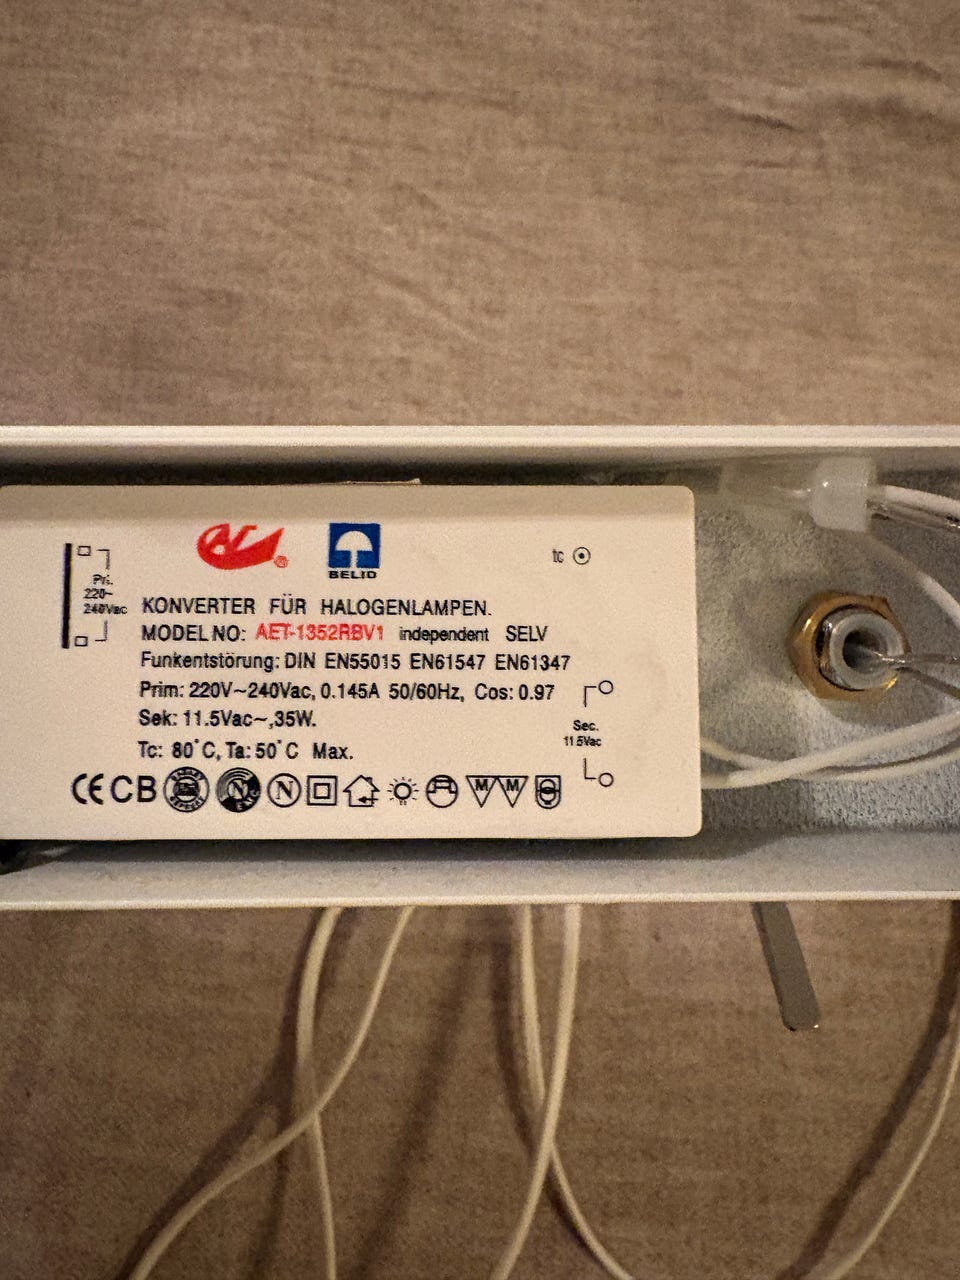 BELID
tc
Pri.
220~
240Vac
KONVERTER FÜR HALOGENLAMPEN.
MODEL NO: AET-1352RBV1 independent SELV
Funkentstörung: DIN EN55015 EN61547 EN61347
Prim: 220V~240Vac, 0.145A 50/60Hz, Cos: 0.97
Sek: 11.5Vac~,35W.
Sec.
11.5Vac
Tc: 80°C, Ta: 50°C Max.
CE CB N N M M